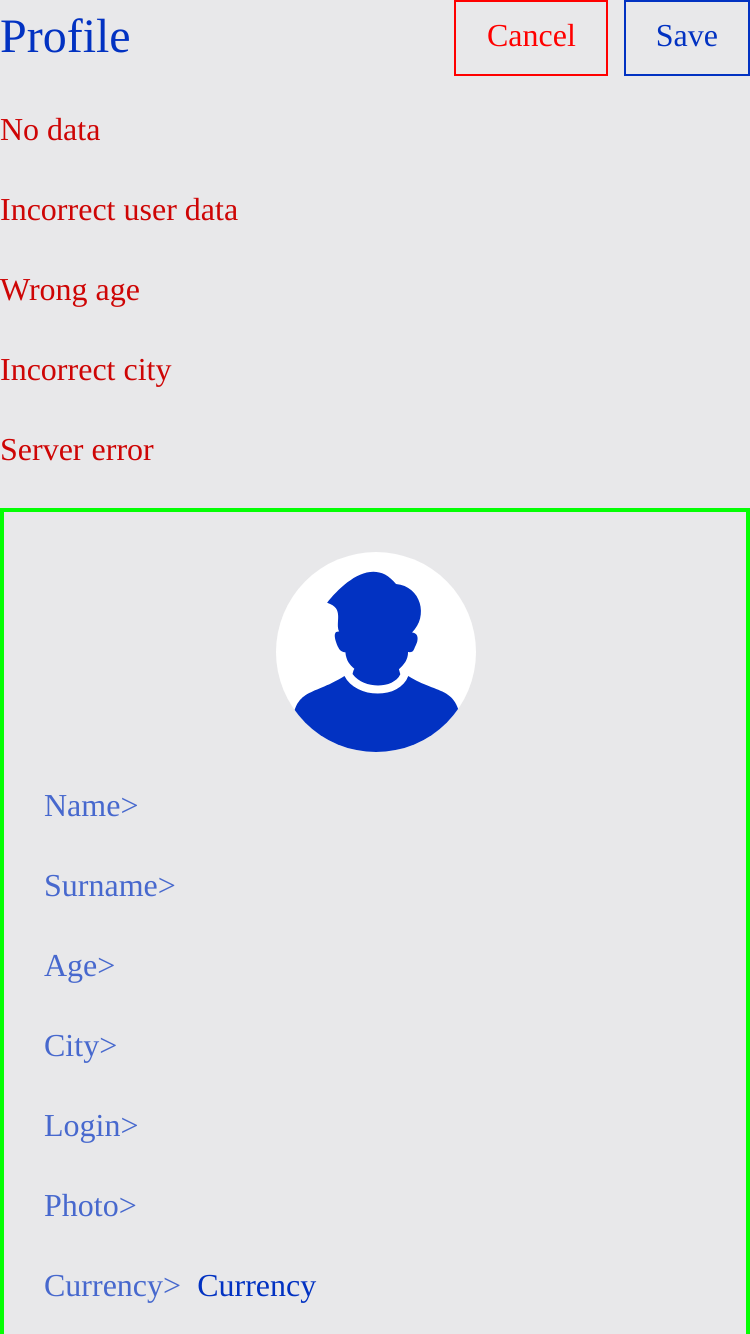 Profile Cancel Save
No data
Incorrect user data
Wrong age
Incorrect city
Server error
Name>
Surname>
Age>
City>
Login>
Photo>
Currency> Currency